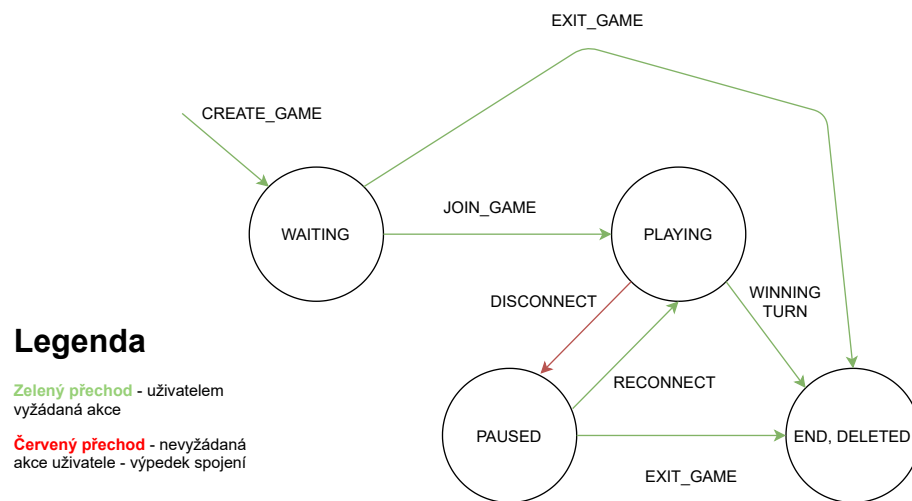 EXIT_GAME
CREATE_GAME
JOIN_GAME
WAITING
PLAYING
DISCONNECT
WINNING
TURN
Legenda
RECONNECT
Zelený přechod - uživatelem
vyžádaná akce
PAUSED
END, DELETED
Červený přechod - nevyžádaná
akce uživatele - výpedek spojení
EXIT_GAME